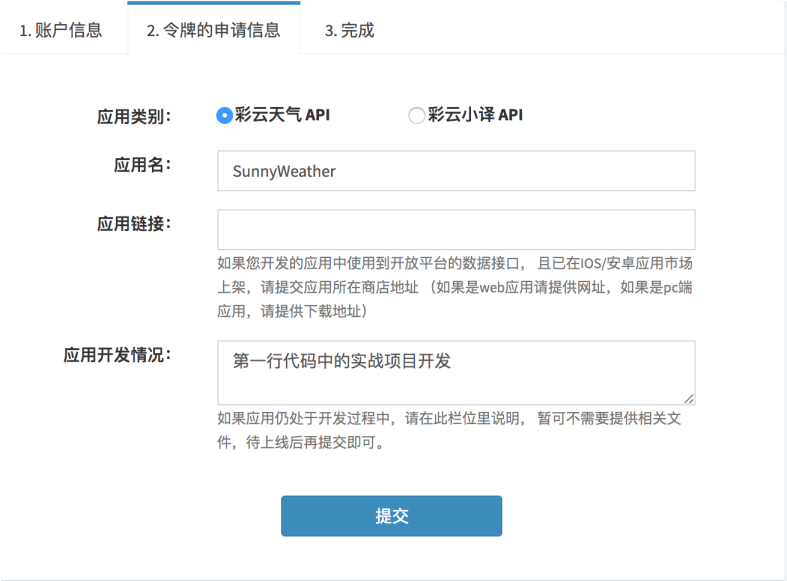 1. 账户信息
2. 令牌的申请信息
3. 完成
应用类别：
彩云天气 API
彩云小译 API
应用名：
SunnyWeather
应用链接：
如果您开发的应用中使用到开放平台的数据接口， 且已在IOS/安卓应用市场
上架，请提交应用所在商店地址 （如果是web应用请提供网址，如果是pc端
应用，请提供下载地址）
应用开发情况：
第一行代码中的实战项目开发
如果应用仍处于开发过程中，请在此栏位里说明， 暂可不需要提供相关文
件，待上线后再提交即可。
提交